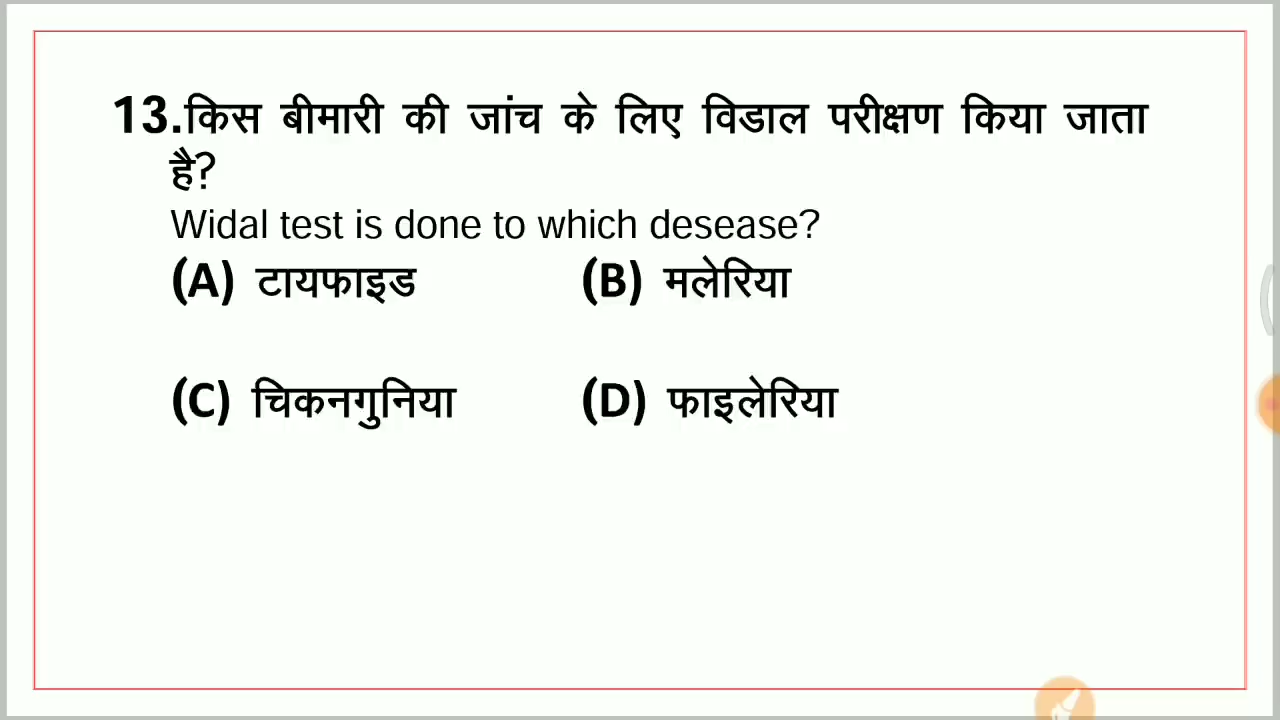 13.किस बीमारी की जांच के लिए विडाल परीक्षण किया जाता
है?
Widal test is done to which desease?
(A) टायफाइड (B) मलेरिया
(C) चिकनगुनिया (D) फाइलेरिया